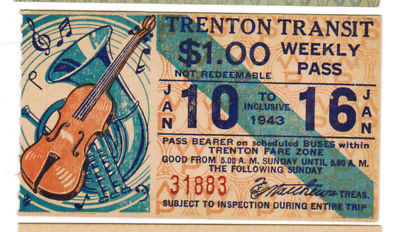 TRENTON TRANSIT
$1.00 WEEKLY PASS
NOT REDEEMABLE
JAN 10 TO INCLUSIVE 1943 16 JAN
PASS BEARER on scheduled BUSES within
TRENTON FARE ZONE
GOOD FROM 5.00 A.M. SUNDAY UNTIL 5.00 A.M.
THE FOLLOWING SUNDAY
31883 Matthews TREAS.
SUBJECT TO INSPECTION DURING ENTIRE TRIP